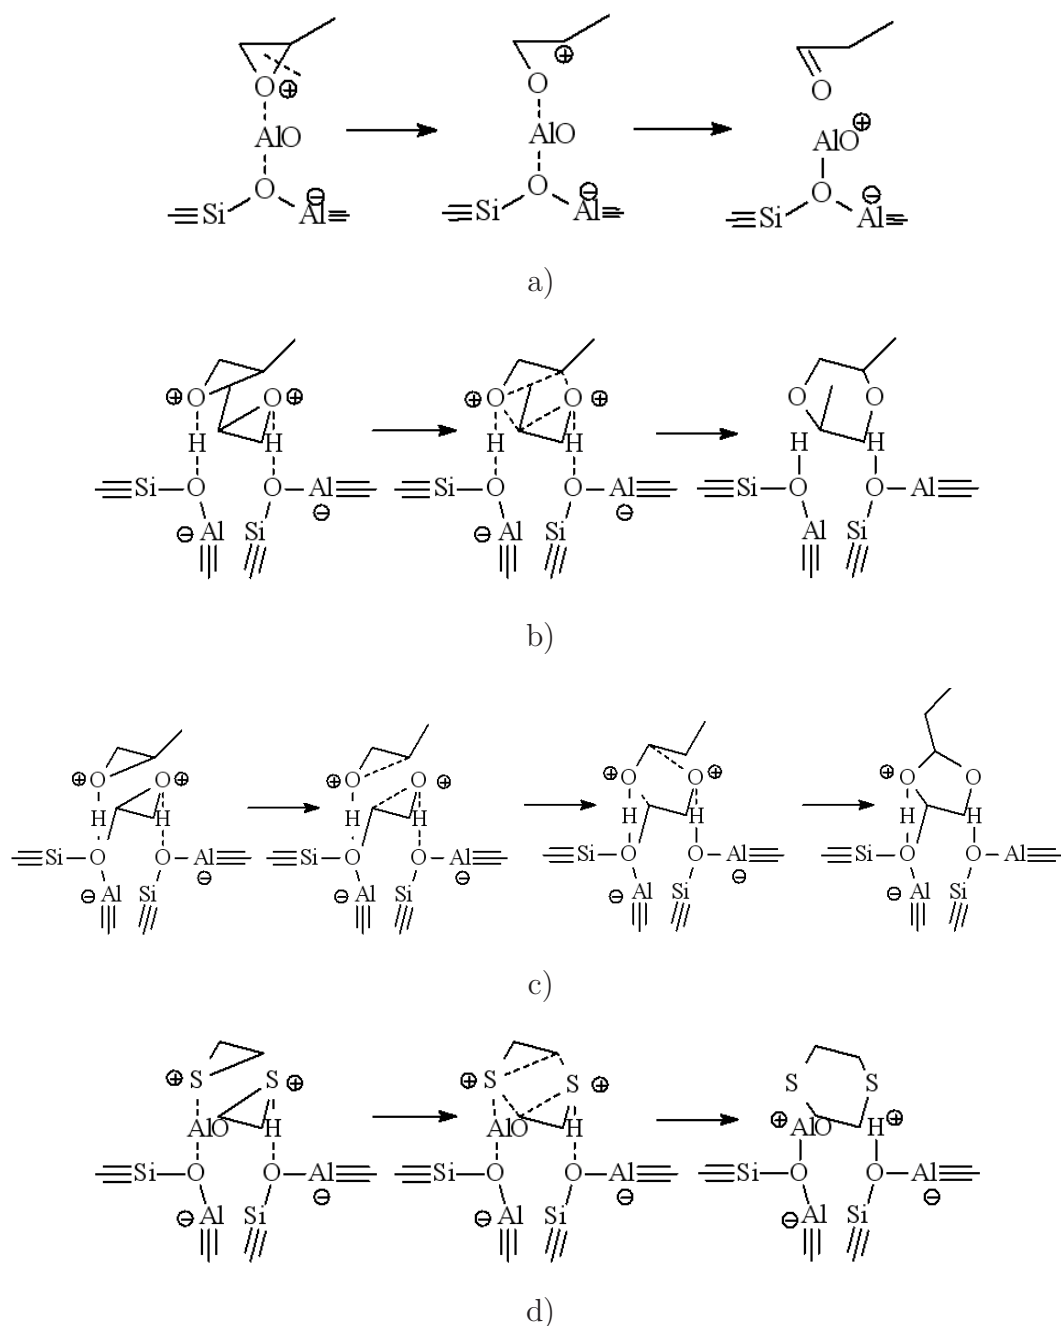 O ⊕ O ⊕ O
AlO AlO AlO ⊕
O O O
≡Si Al ⊖ ≡ ≡Si Al ⊖ ≡ ≡Si Al ⊖ ≡
a)
⊕ O O ⊕ ⊕ O O ⊕ O O
H H H H H H
≡Si O O Al≡ ≡Si O O Al≡ ≡Si O O Al≡
⊖ ⊖
⊖ Al Si ⊖ Al Si Al Si
b)
⊕ O O ⊕ ⊕ O O ⊕ ⊕ O O ⊕ ⊕ O O
H H H H H H H H
≡Si O O Al≡ ≡Si O O Al≡ ≡Si O O Al≡ ≡Si O O Al≡
⊖ ⊖ ⊖
⊖ Al Si ⊖ Al Si ⊖ Al Si ⊖ Al Si
c)
⊕ S S ⊕ ⊕ S S ⊕ S S
AlO H AlO H ⊕ AlO H ⊕
≡Si O O Al≡ ≡Si O O Al≡ ≡Si O O Al≡
⊖ ⊖ ⊖
⊖ Al Si ⊖ Al Si ⊖ Al Si
d)